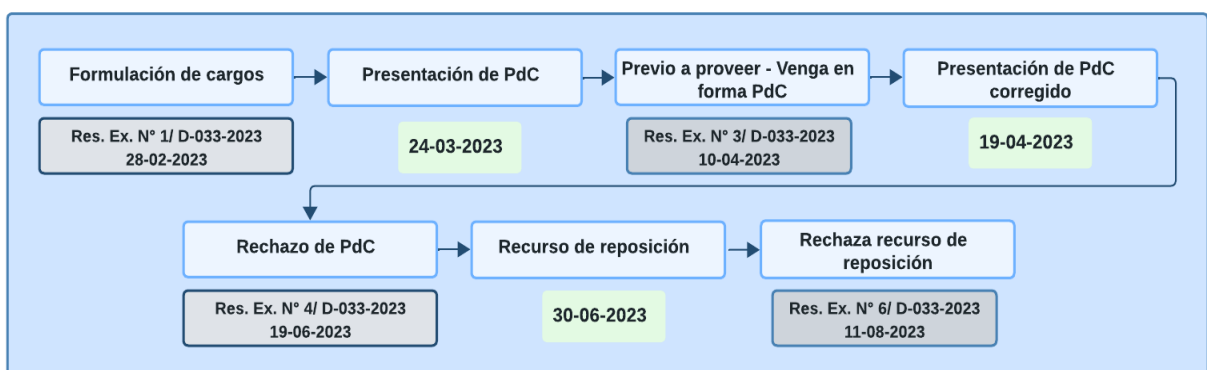 Formulación de cargos
Res. Ex. N° 1/ D-033-2023
28-02-2023
Presentación de PdC
24-03-2023
Previo a proveer - Venga en
forma PdC
Res. Ex. N° 3/ D-033-2023
10-04-2023
Presentación de PdC
corregido
19-04-2023
Rechazo de PdC
Res. Ex. N° 4/ D-033-2023
19-06-2023
Recurso de reposición
30-06-2023
Rechaza recurso de
reposición
Res. Ex. N° 6/ D-033-2023
11-08-2023